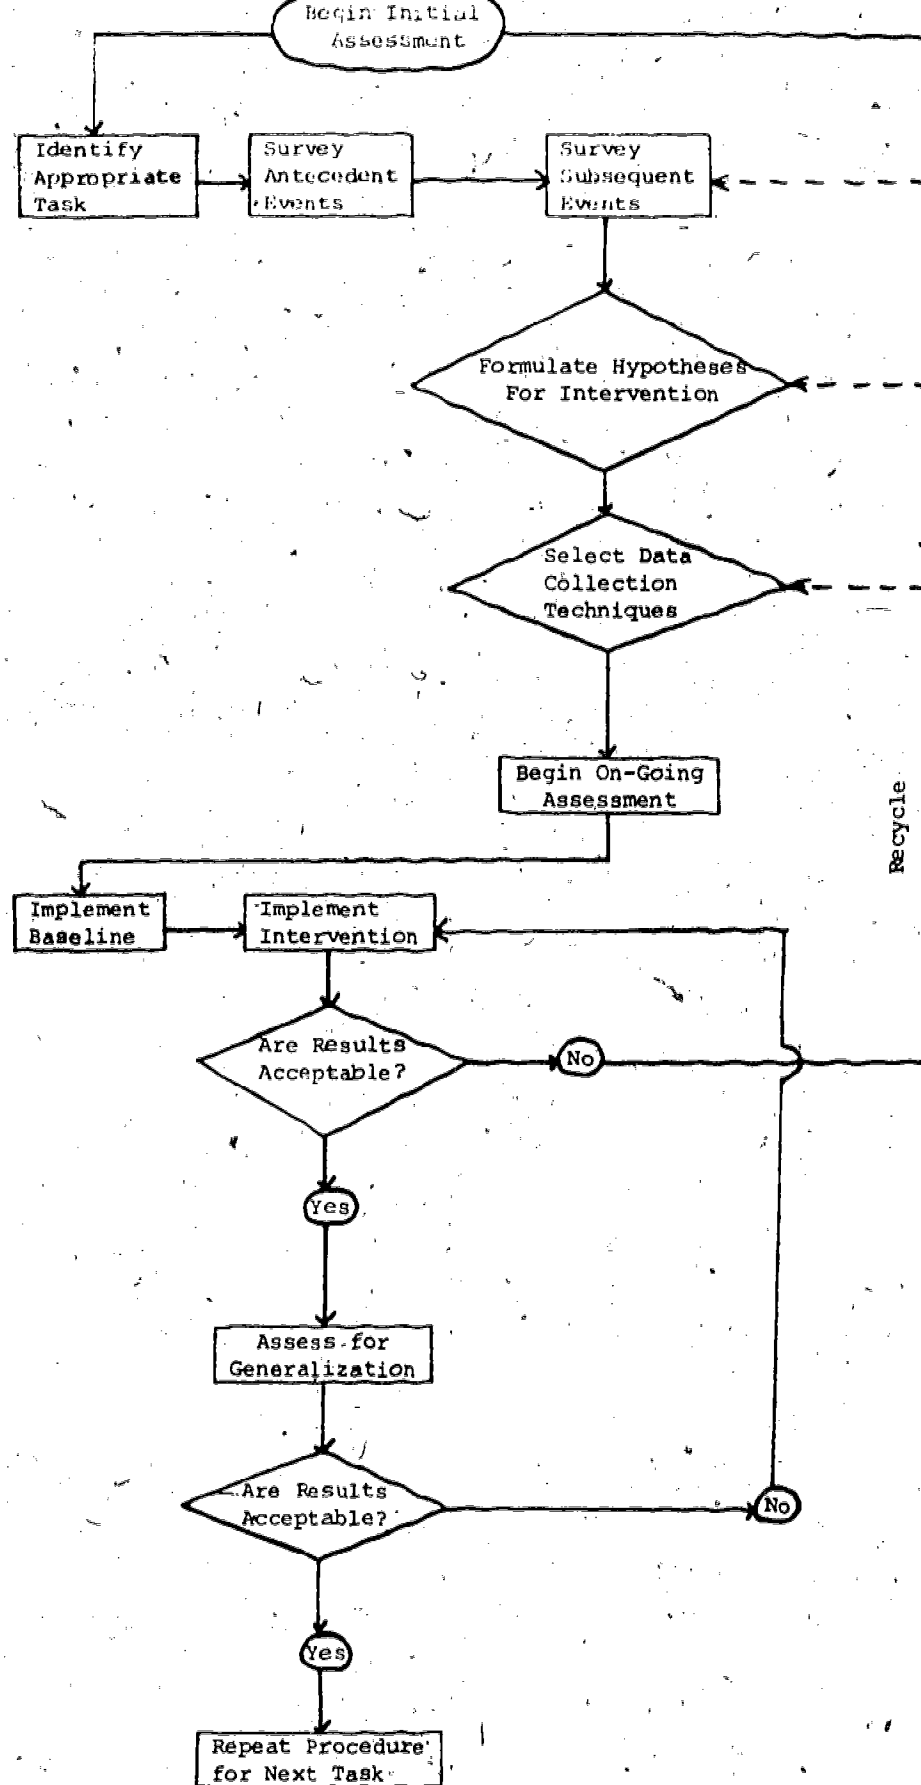 Begin Initial
Assessment
Identify
Appropriate
Task
Survey
Antecedent
Events
Survey
Subsequent
Events
Formulate Hypotheses
For Intervention
Select Data
Collection
Techniques
Begin On-Going
Assessment
Recycle
Implement
Baseline
Implement
Intervention
Are Results
Acceptable?
No
Yes
Assess for
Generalization
Are Results
Acceptable?
No
Yes
Repeat Procedure
for Next Task